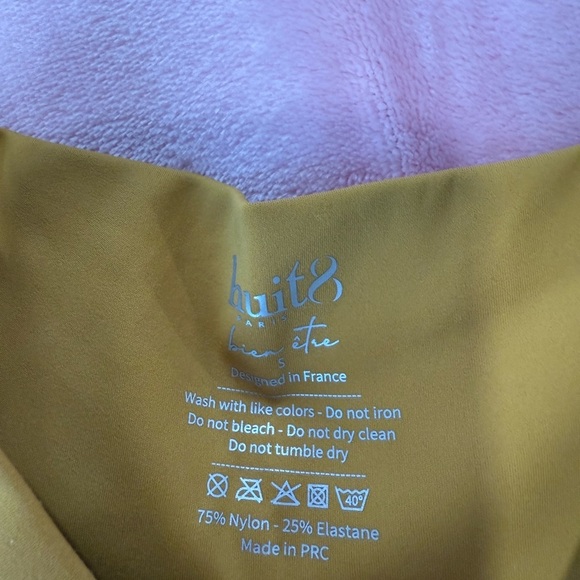 huit8
PARIS
bien être
S
Designed in France
Wash with like colors - Do not iron
Do not bleach - Do not dry clean
Do not tumble dry
40°
75% Nylon - 25% Elastane
Made in PRC